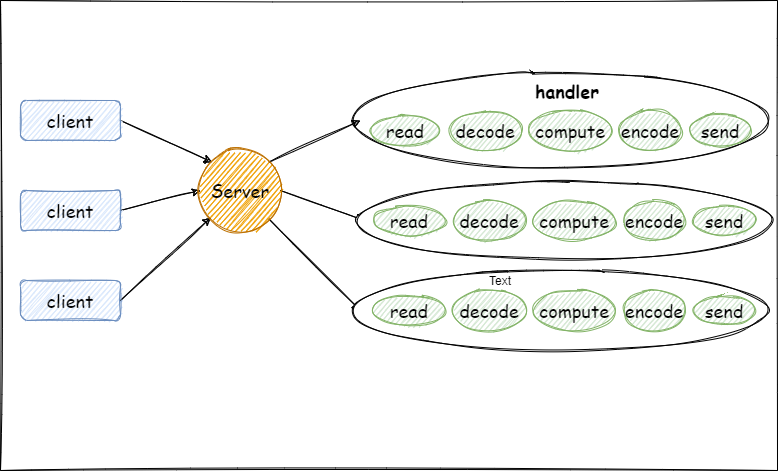 client
client
client
Server
handler
read decode compute encode send
read decode compute encode send
Text
read decode compute encode send